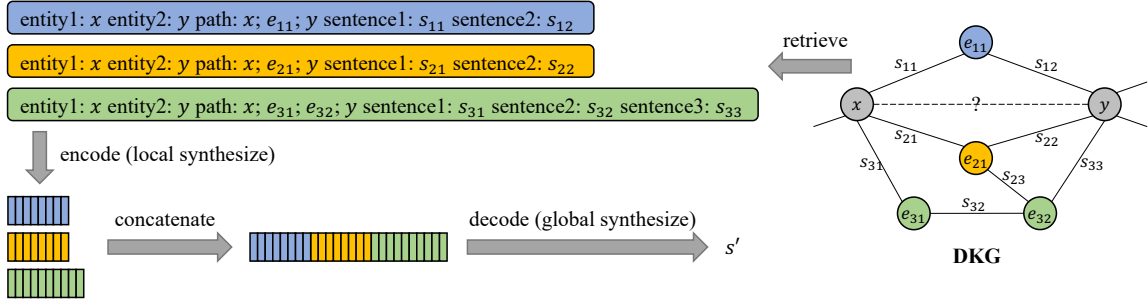 entity1: x entity2: y path: x; e₁₁; y sentence1: s₁₁ sentence2: s₁₂
entity1: x entity2: y path: x; e₂₁; y sentence1: s₂₁ sentence2: s₂₂
entity1: x entity2: y path: x; e₃₁; e₃₂; y sentence1: s₃₁ sentence2: s₃₂ sentence3: s₃₃
encode (local synthesize)
concatenate
decode (global synthesize)
s′
retrieve
e₁₁
s₁₁
s₁₂
x
?
y
s₂₁
s₂₂
e₂₁
s₃₁
s₂₃
s₃₃
s₃₂
e₃₁
e₃₂
DKG